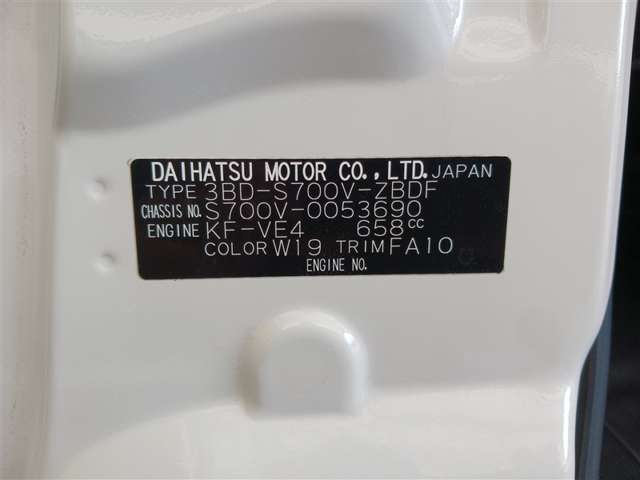 DAIHATSU MOTOR CO.,LTD. JAPAN
TYPE 3BD-S700V-ZBDF
CHASSIS NO. S700V-0053690
ENGINE KF-VE4 658cc
COLOR W19 TRIM FA10
ENGINE NO.